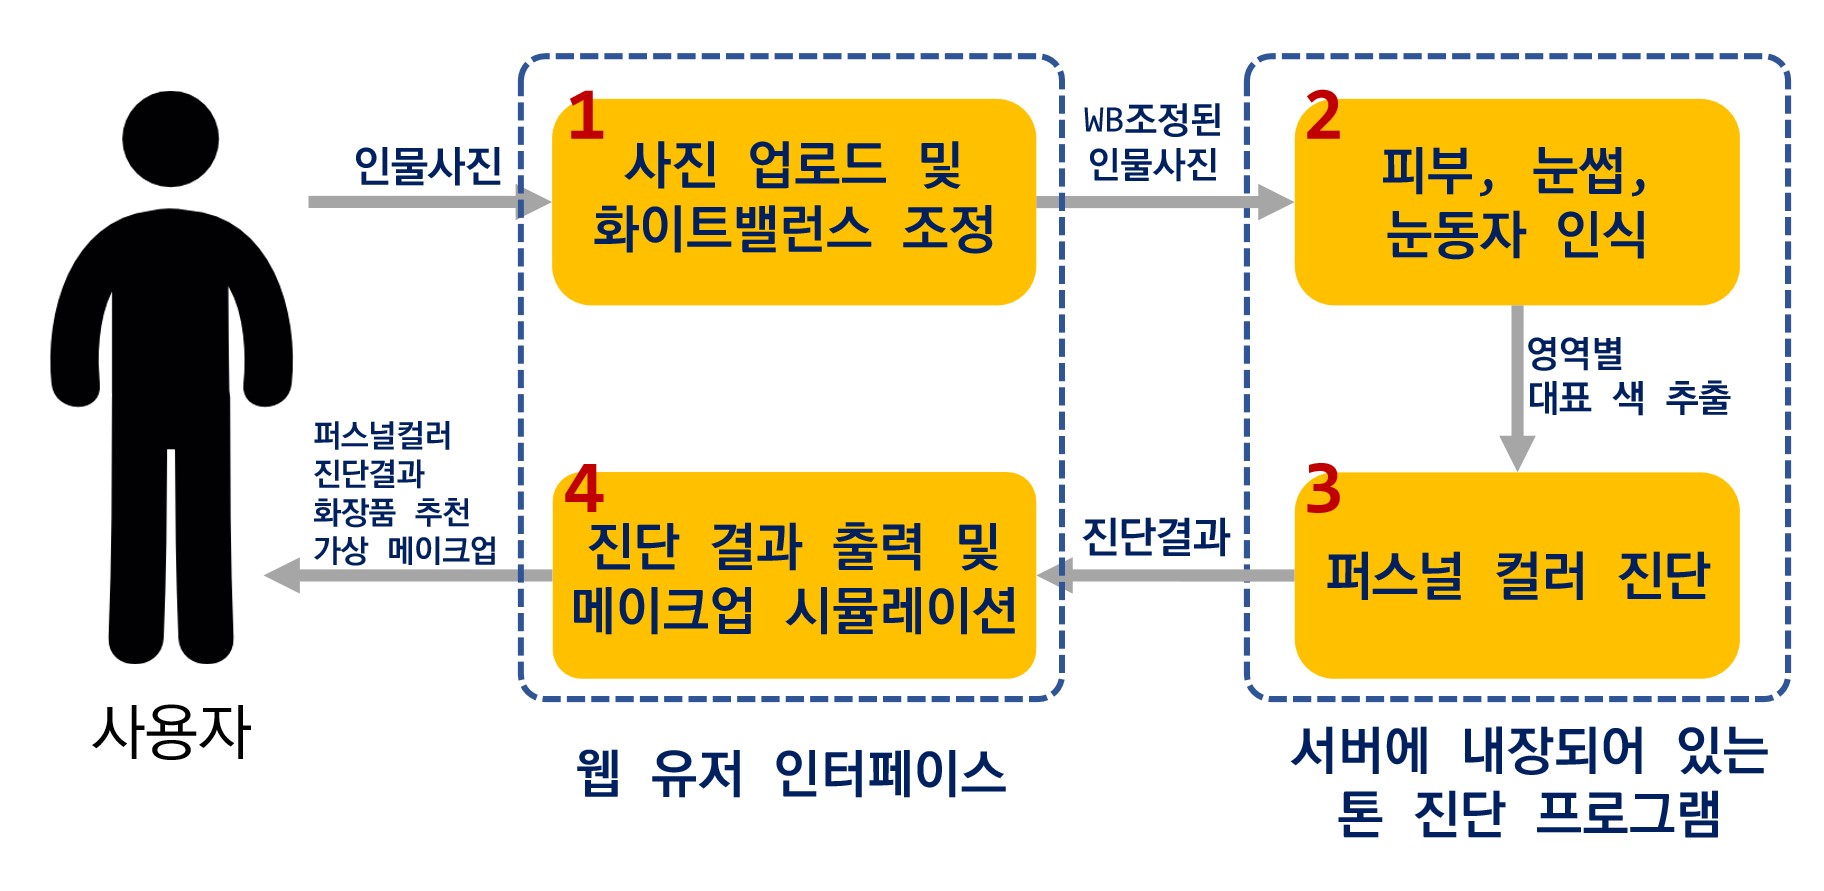 인물사진
1
사진 업로드 및
화이트밸런스 조정
WB조정된
인물사진
2
피부, 눈썹,
눈동자 인식
영역별
대표 색 추출
3
퍼스널 컬러 진단
진단결과
4
진단 결과 출력 및
메이크업 시뮬레이션
퍼스널컬러
진단결과
화장품 추천
가상 메이크업
사용자
웹 유저 인터페이스
서버에 내장되어 있는
톤 진단 프로그램